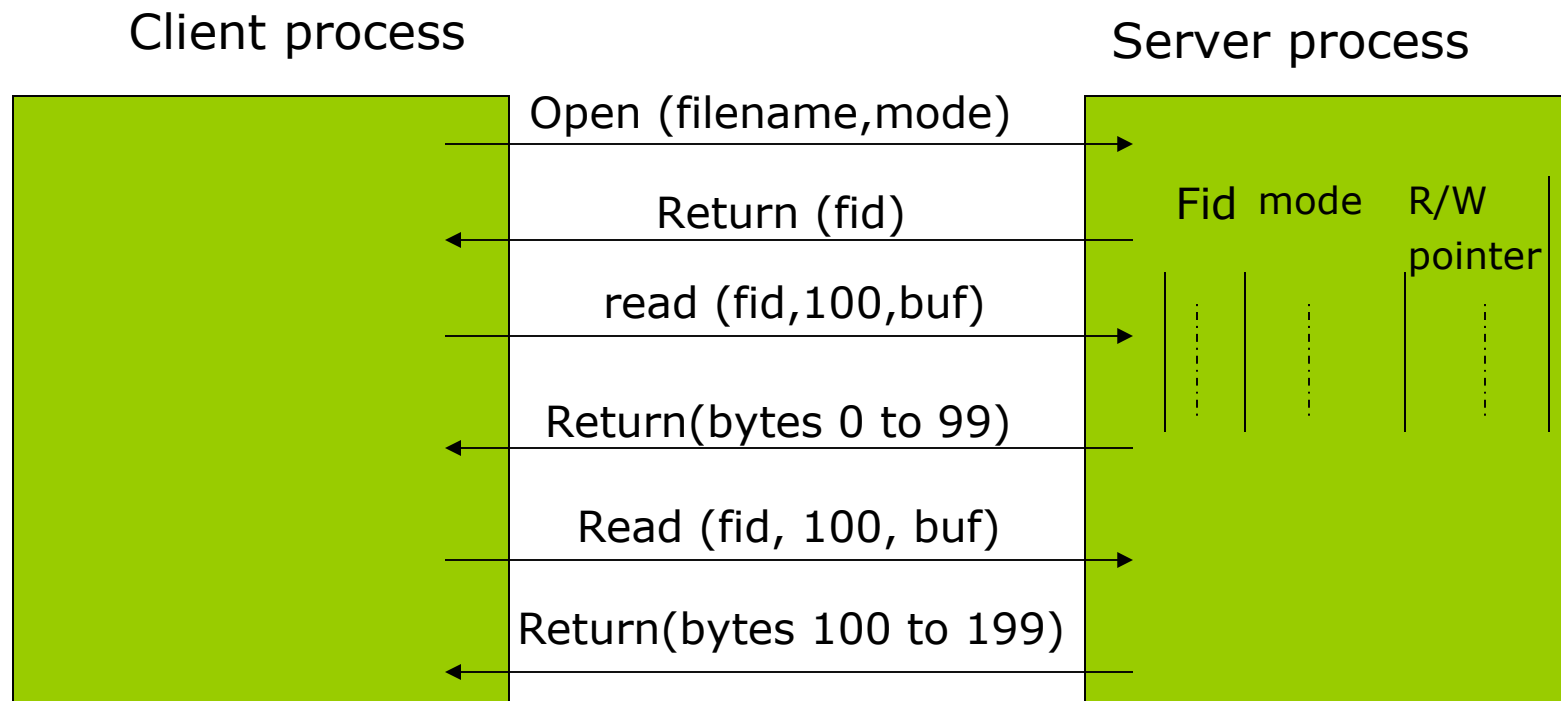 Client process
Server process
Open (filename,mode)
Return (fid)
Fid mode R/W
pointer
read (fid,100,buf)
Return(bytes 0 to 99)
Read (fid, 100, buf)
Return(bytes 100 to 199)